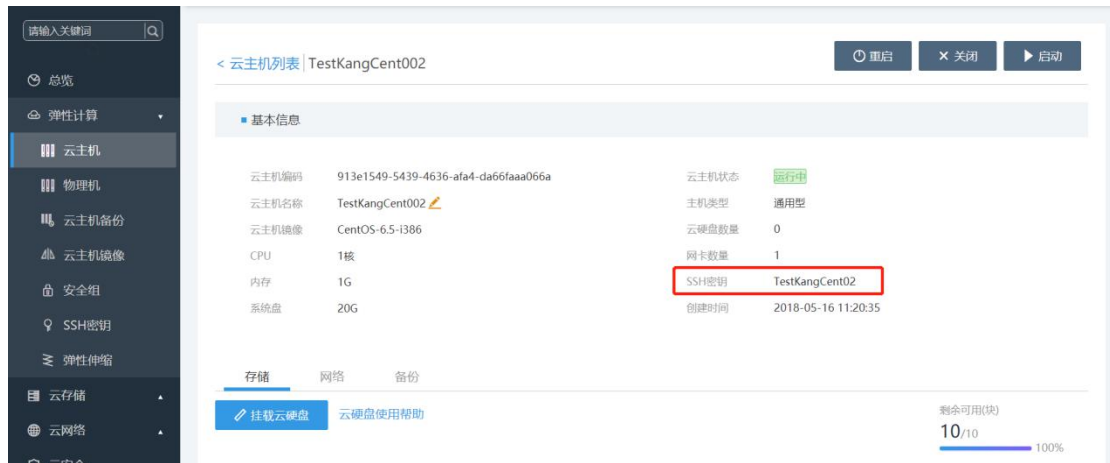 请输入关键词
总览
弹性计算
云主机
物理机
云主机备份
云主机镜像
安全组
SSH密钥
弹性伸缩
云存储
云网络
< 云主机列表 TestKangCent002
重启
关闭
启动
基本信息
云主机编码 913e1549-5439-4636-afa4-da66faaa066a
云主机名称 TestKangCent002
云主机镜像 CentOS-6.5-i386
CPU 1核
内存 1G
系统盘 20G
云主机状态 运行中
主机类型 通用型
云硬盘数量 0
网卡数量 1
SSH密钥 TestKangCent02
创建时间 2018-05-16 11:20:35
存储 网络 备份
挂载云硬盘 云硬盘使用帮助
剩余可用(块)
10/10
100%